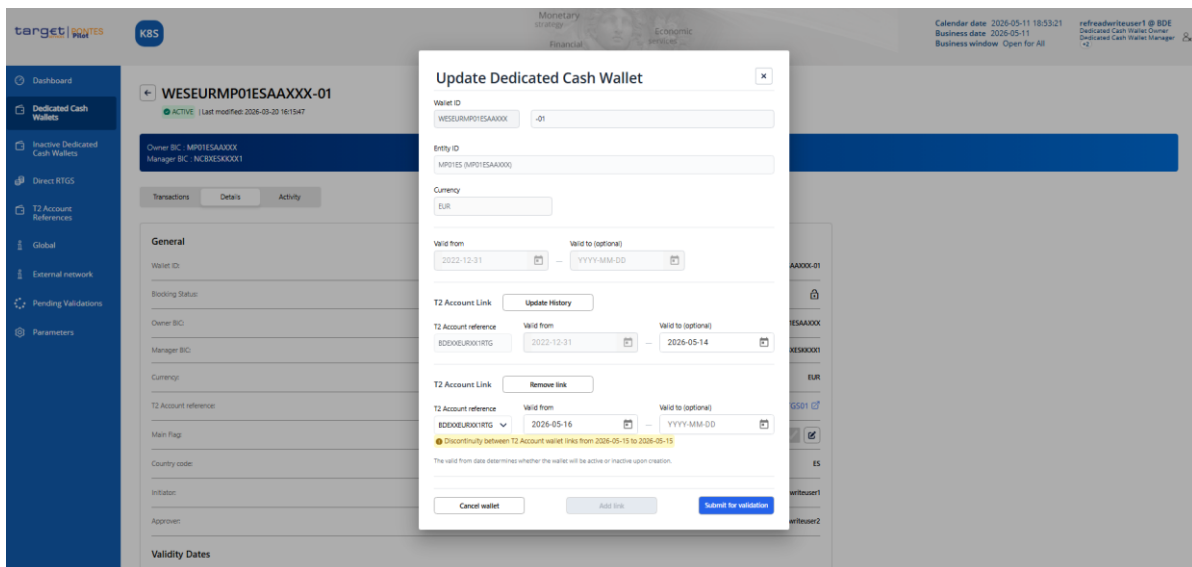 target | PONTES
Pilot
K8S
Monetary
strategy
Economic
services
Financial
Calendar date 2026-05-11 18:53:21
Business date 2026-05-11
Business window Open for All
refreadwriteuser1 @ BDE
Dedicated Cash Wallet Owner
Dedicated Cash Wallet Manager
+2
Dashboard
Dedicated Cash
Wallets
Inactive Dedicated
Cash Wallets
Direct RTGS
T2 Account
References
Global
External network
Pending Validations
Parameters
WESEURMP01ESAAXXX-01
ACTIVE | Last modified: 2026-03-20 16:15:47
Owner BIC : MP01ESAAXXX
Manager BIC : NCBXESKXXX1
Transactions Details Activity
General
Wallet ID: AAXXX-01
Blocking Status:
Owner BIC: 1ESAAXXX
Manager BIC: XESKXXX1
Currency: EUR
T2 Account reference: TGS01
Main Flag:
Country code: ES
Initiator: writeuser1
Approver: writeuser2
Validity Dates
Update Dedicated Cash Wallet
Wallet ID
WESEURMP01ESAAXXX -01
Entity ID
MP01ES (MP01ESAAXXX)
Currency
EUR
Valid from Valid to (optional)
2022-12-31 — YYYY-MM-DD
T2 Account Link Update History
T2 Account reference Valid from Valid to (optional)
BDEXXEURXXX1RTG 2022-12-31 — 2026-05-14
T2 Account Link Remove link
T2 Account reference Valid from Valid to (optional)
BDEXXEURXXX1RTG 2026-05-16 — YYYY-MM-DD
Discontinuity between T2 Account wallet links from 2026-05-15 to 2026-05-15
The valid from date determines whether the wallet will be active or inactive upon creation.
Cancel wallet Add link Submit for validation